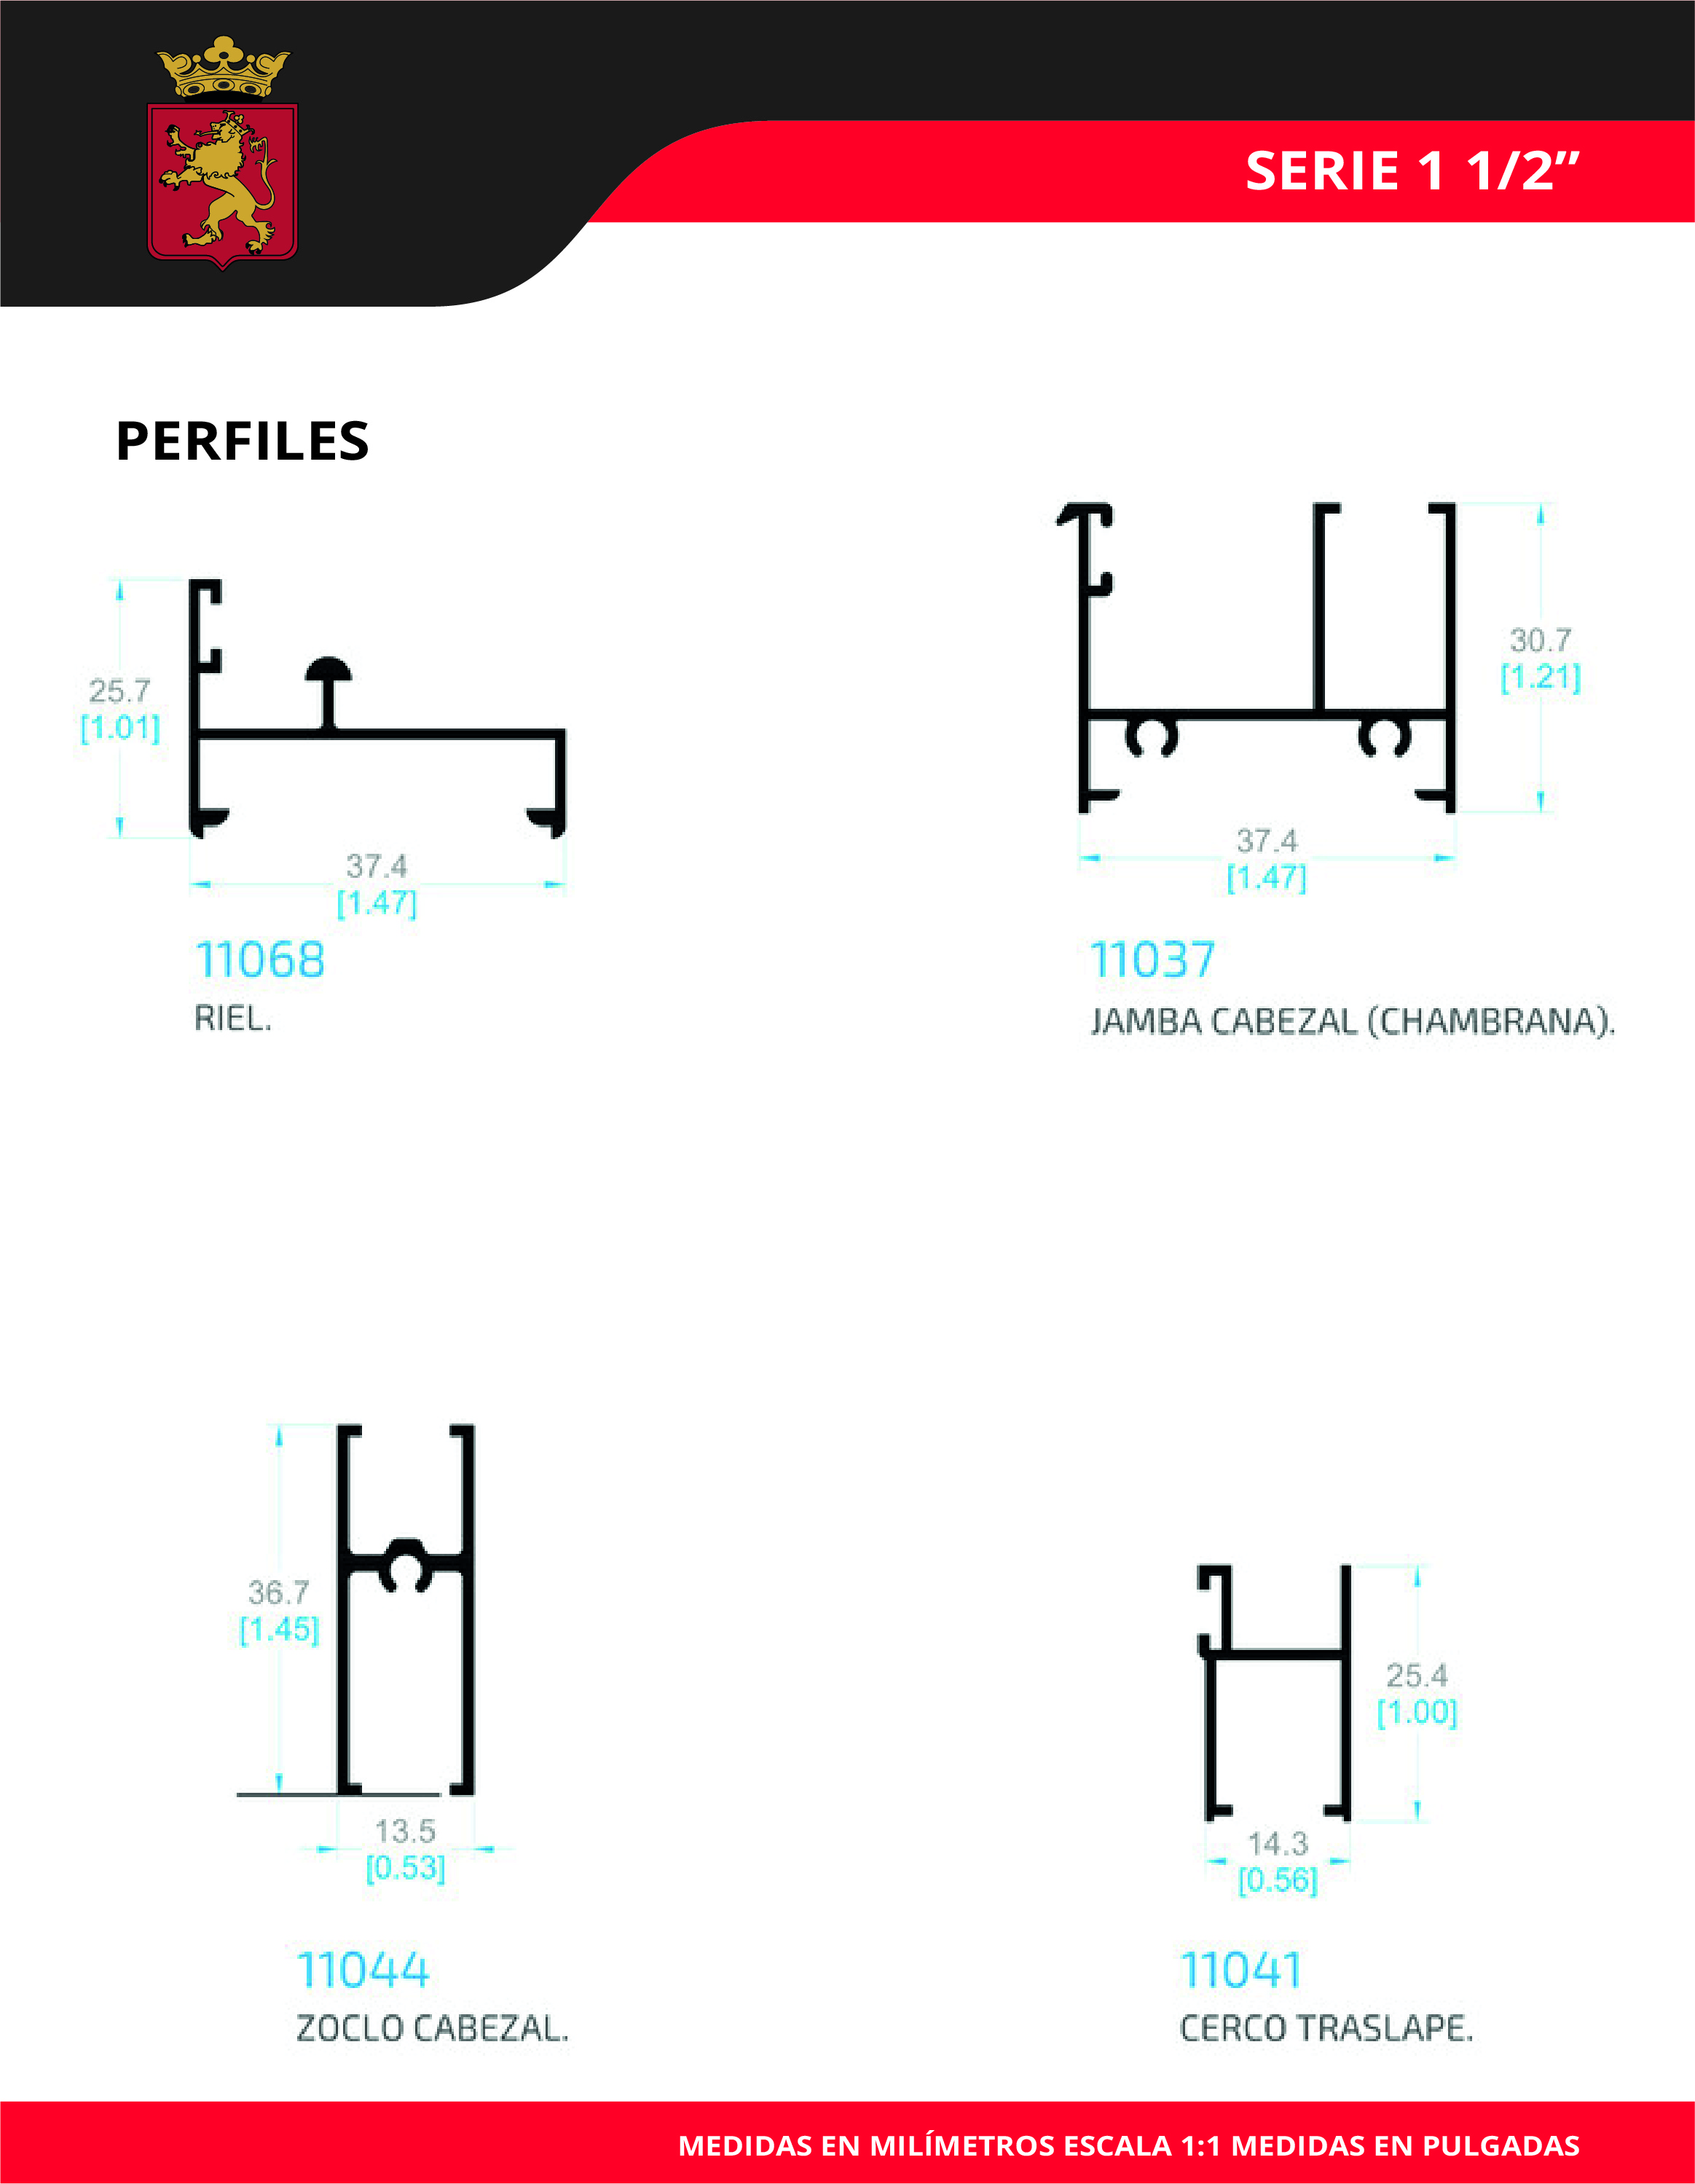 SERIE 1 1/2”
PERFILES
25.7
[1.01]
37.4
[1.47]
11068
RIEL.
30.7
[1.21]
37.4
[1.47]
11037
JAMBA CABEZAL (CHAMBRANA).
36.7
[1.45]
13.5
[0.53]
11044
ZOCLO CABEZAL.
25.4
[1.00]
14.3
[0.56]
11041
CERCO TRASLAPE.
MEDIDAS EN MILÍMETROS ESCALA 1:1 MEDIDAS EN PULGADAS